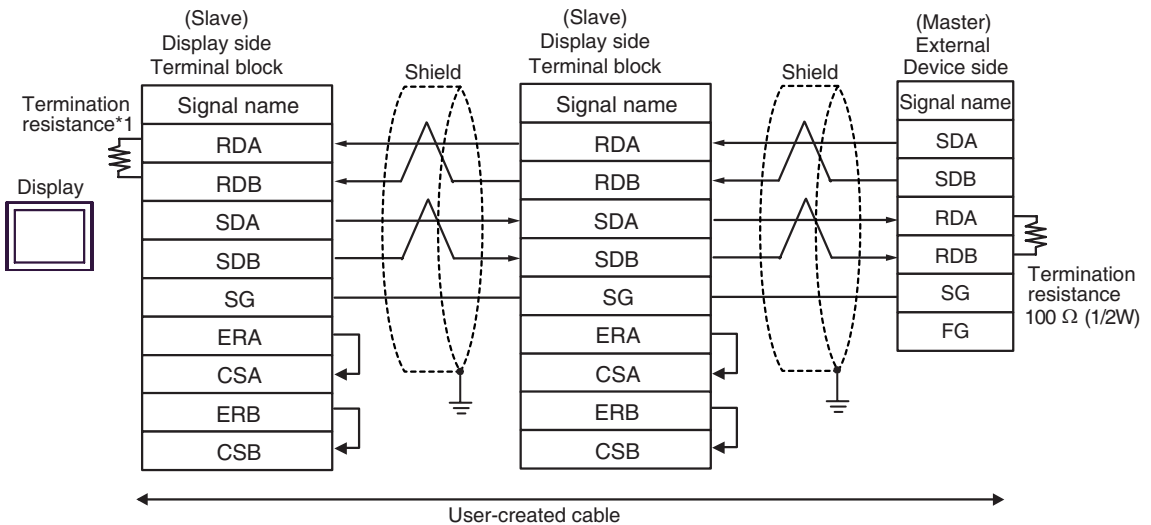 (Slave)
Display side
Terminal block
(Slave)
Display side
Terminal block
(Master)
External
Device side
Shield
Shield
Termination
resistance*1
Display
Signal name
RDA
RDB
SDA
SDB
SG
ERA
CSA
ERB
CSB
Signal name
RDA
RDB
SDA
SDB
SG
ERA
CSA
ERB
CSB
Signal name
SDA
SDB
RDA
RDB
SG
FG
Termination
resistance
100 Ω (1/2W)
User-created cable